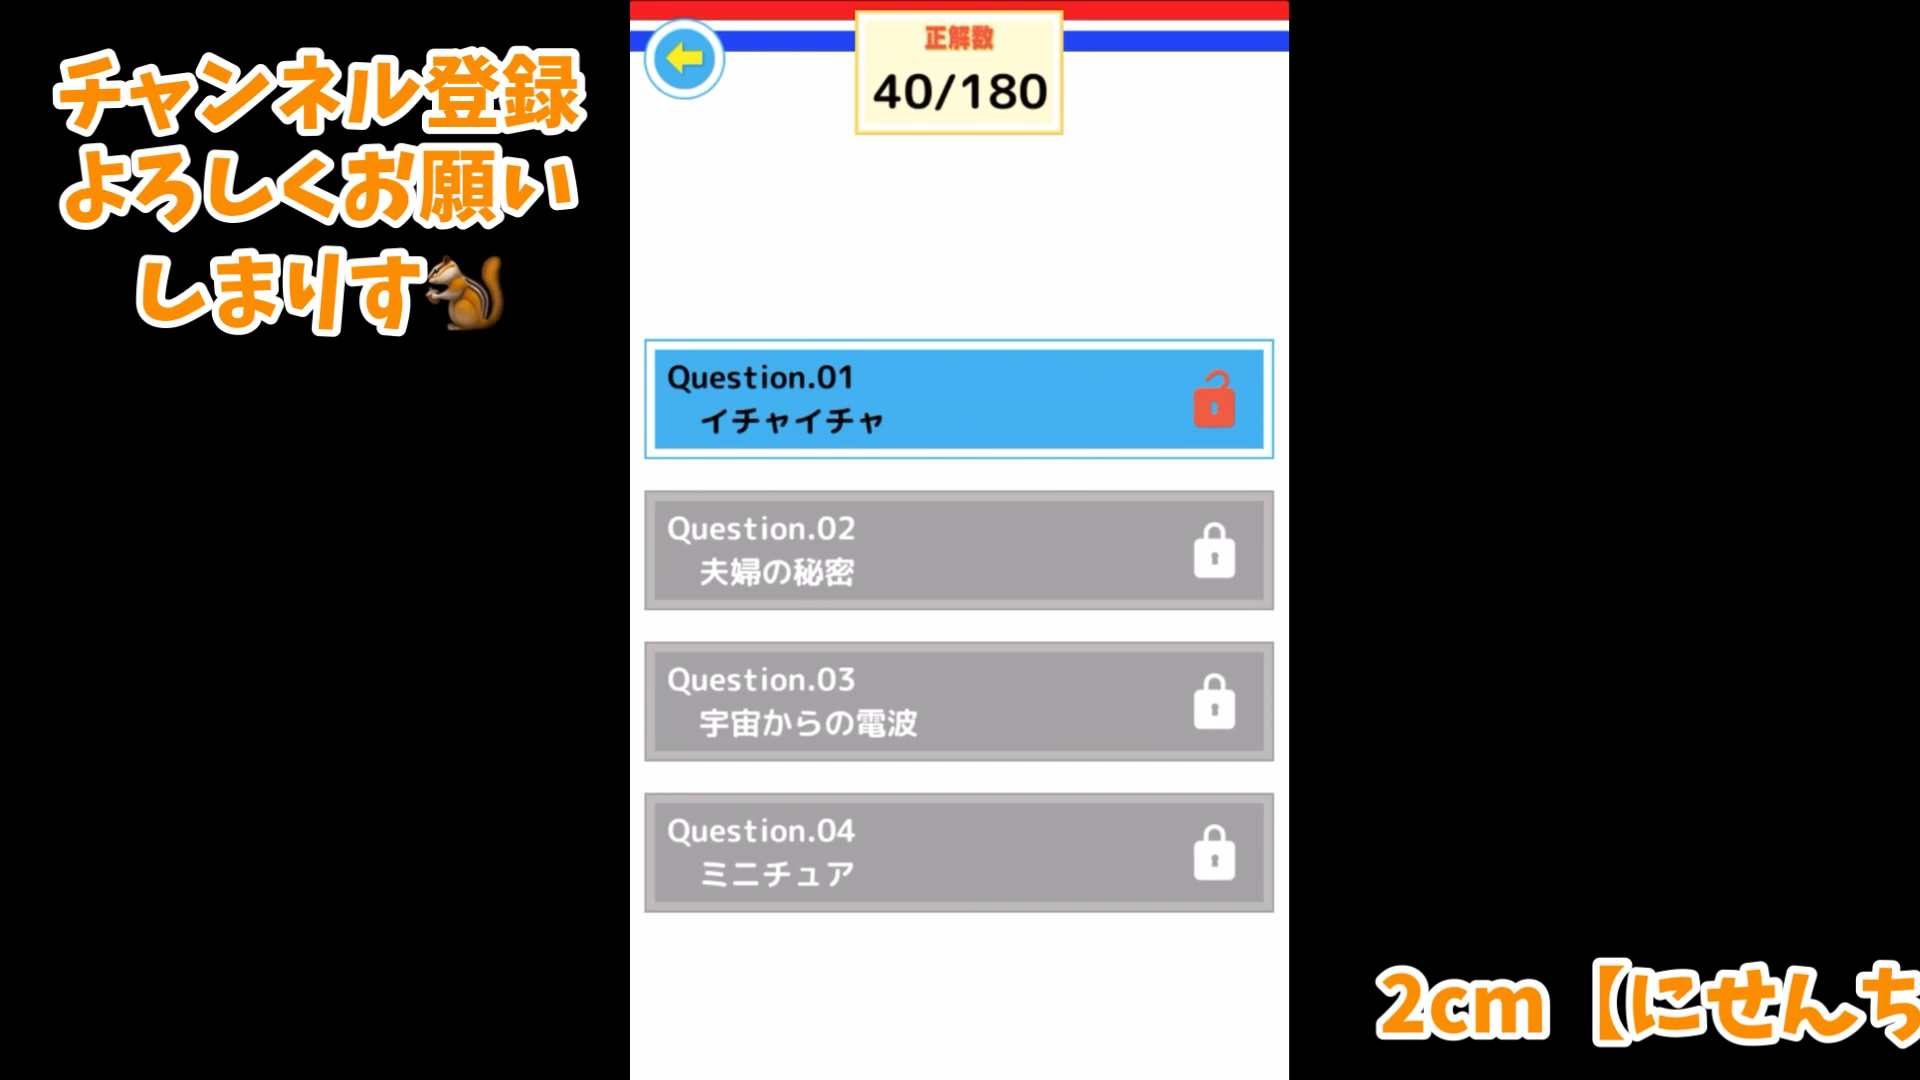 チャンネル登録
よろしくお願い
しまりす🐿️
正解数
40/180
Question.01
イチャイチャ
Question.02
夫婦の秘密
Question.03
宇宙からの電波
Question.04
ミニチュア
2cm【にせんち